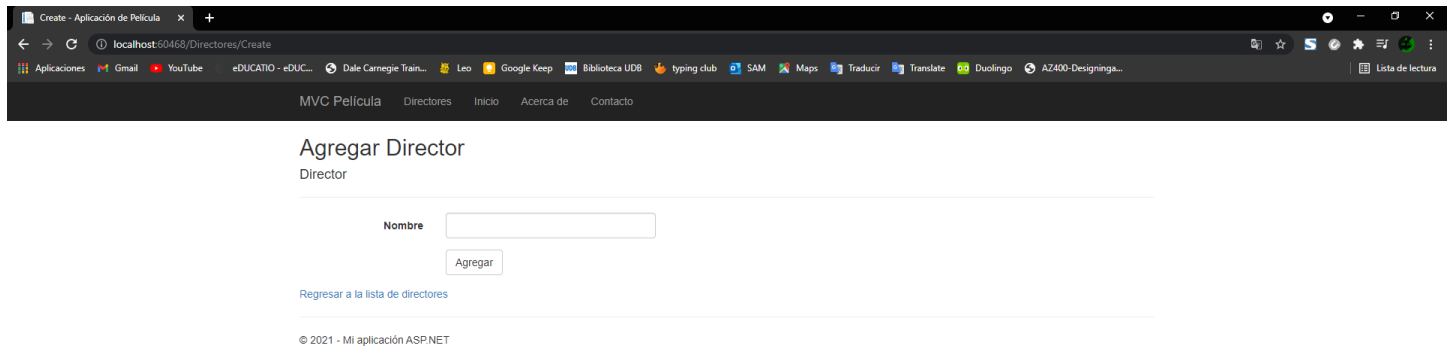 Create - Aplicación de Película
localhost:60468/Directores/Create
Aplicaciones Gmail YouTube eDUCATIO - eDUC... Dale Carnegie Train... Leo Google Keep UDB Biblioteca UDB typing club SAM Maps Traducir Translate Duolingo AZ400-Designinga... Lista de lectura
MVC Película Directores Inicio Acerca de Contacto
Agregar Director
Director
Nombre
Agregar
Regresar a la lista de directores
© 2021 - Mi aplicación ASP.NET